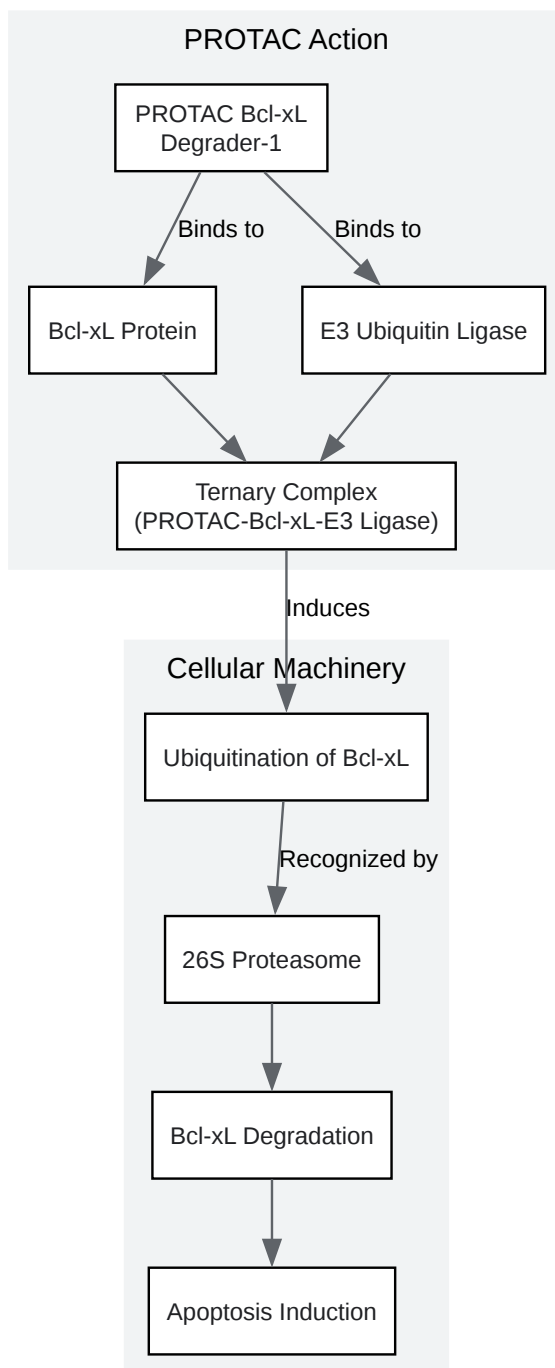 PROTAC Action
PROTAC Bcl-xL
Degrader-1
Binds to
Binds to
Bcl-xL Protein
E3 Ubiquitin Ligase
Ternary Complex
(PROTAC-Bcl-xL-E3 Ligase)
Induces
Cellular Machinery
Ubiquitination of Bcl-xL
Recognized by
26S Proteasome
Bcl-xL Degradation
Apoptosis Induction